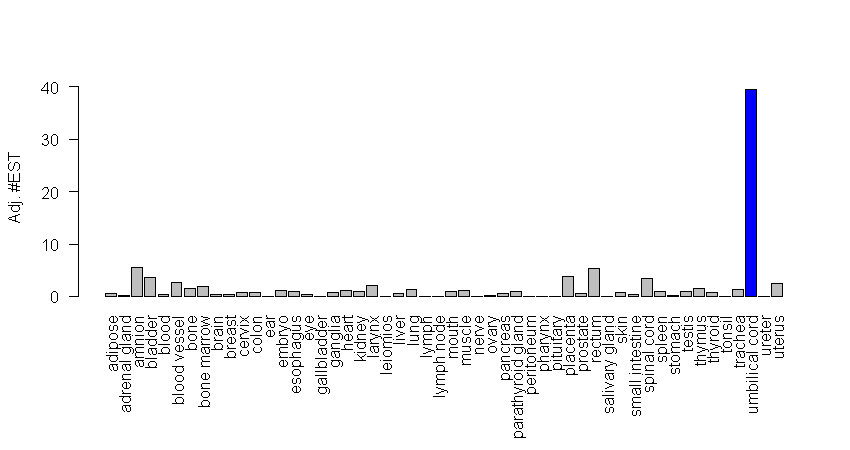 Adj. #EST
40
30
20
10
0
adipose
adrenal gland
amnion
bladder
blood
blood vessel
bone
bone marrow
brain
breast
cervix
colon
ear
embryo
esophagus
eye
gallbladder
ganglia
heart
kidney
larynx
leiomios
liver
lung
lymph
lymph node
mouth
muscle
nerve
ovary
pancreas
parathyroid gland
peritoneum
pharynx
pituitary
placenta
prostate
rectum
salivary gland
skin
small intestine
spinal cord
spleen
stomach
testis
thymus
thyroid
tonsil
trachea
umbilical cord
ureter
uterus